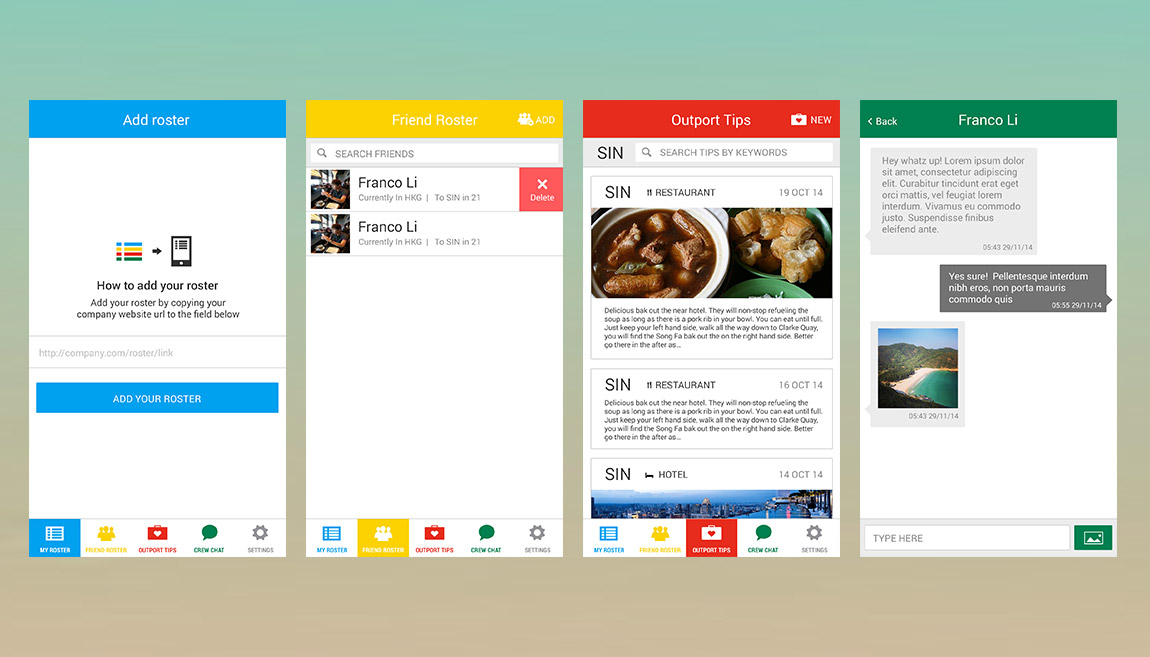 Add roster
How to add your roster
Add your roster by copying your
company website url to the field below
http://company.com/roster/link
ADD YOUR ROSTER
MY ROSTER
FRIEND ROSTER
OUTPORT TIPS
CREW CHAT
SETTINGS
Friend Roster
ADD
SEARCH FRIENDS
Franco Li
Currently In HKG | To SIN in 21
Delete
Franco Li
Currently In HKG | To SIN in 21
MY ROSTER
FRIEND ROSTER
OUTPORT TIPS
CREW CHAT
SETTINGS
Outport Tips
NEW
SIN
SEARCH TIPS BY KEYWORDS
SIN RESTAURANT 19 OCT 14
Delicious bak out the near hotel. They will non-stop refueling the
soup as long as there is a pork rib in your bowl. You can eat until full.
Just keep your left hand side, walk all the way down to Clarke Quay,
you will find the Song Fa bak out the on the right hand side. Better
go there in the after as...
SIN RESTAURANT 16 OCT 14
Delicious bak out the near hotel. They will non-stop refueling the
soup as long as there is a pork rib in your bowl. You can eat until full.
Just keep your left hand side, walk all the way down to Clarke Quay,
you will find the Song Fa bak out the on the right hand side. Better
go there in the after as...
SIN HOTEL 14 OCT 14
MY ROSTER
FRIEND ROSTER
OUTPORT TIPS
CREW CHAT
SETTINGS
< Back
Franco Li
Hey whatz up! Lorem ipsum dolor
sit amet, consectetur adipiscing
elit. Curabitur tincidunt erat eget
orci mattis, vel feugiat lorem
interdum. Vivamus eu commodo
justo. Suspendisse finibus
eleifend ante.
05:43 29/11/14
Yes sure! Pellentesque interdum
nibh eros, non porta mauris
commodo quis
05:55 29/11/14
05:43 29/11/14
TYPE HERE